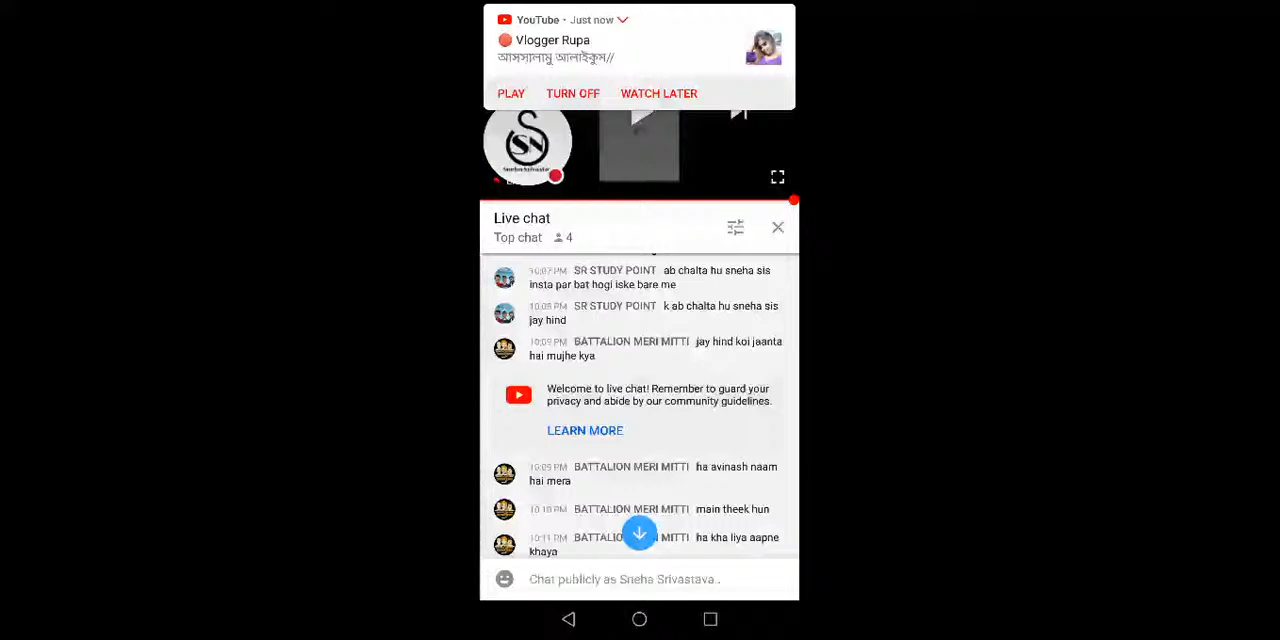 YouTube • Just now
Vlogger Rupa
আসসালামু আলাইকুম//
PLAY TURN OFF WATCH LATER
SN
Live chat
Top chat 4
10:07 PM SR STUDY POINT ab chalta hu sneha sis
insta par bat hogi iske bare me
10:08 PM SR STUDY POINT k ab chalta hu sneha sis
jay hind
10:09 PM BATTALION MERI MITTI jay hind koi jaanta
hai mujhe kya
Welcome to live chat! Remember to guard your
privacy and abide by our community guidelines.
LEARN MORE
10:09 PM BATTALION MERI MITTI ha avinash naam
hai mera
10:10 PM BATTALION MERI MITTI main theek hun
10:11 PM MITTI ha kha liya aapne
khaya
Chat publicly as Sneha Srivastava..